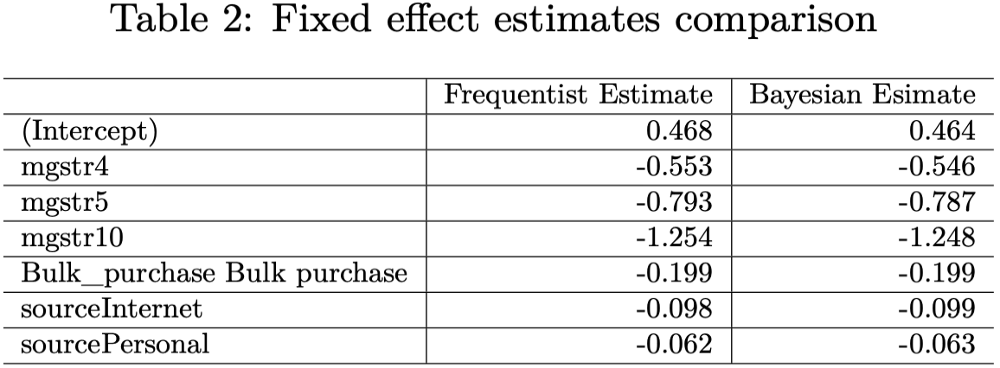 Table 2: Fixed effect estimates comparison
Frequentist Estimate Bayesian Esimate
(Intercept) 0.468 0.464
mgstr4 -0.553 -0.546
mgstr5 -0.793 -0.787
mgstr10 -1.254 -1.248
Bulk_purchase Bulk purchase -0.199 -0.199
sourceInternet -0.098 -0.099
sourcePersonal -0.062 -0.063